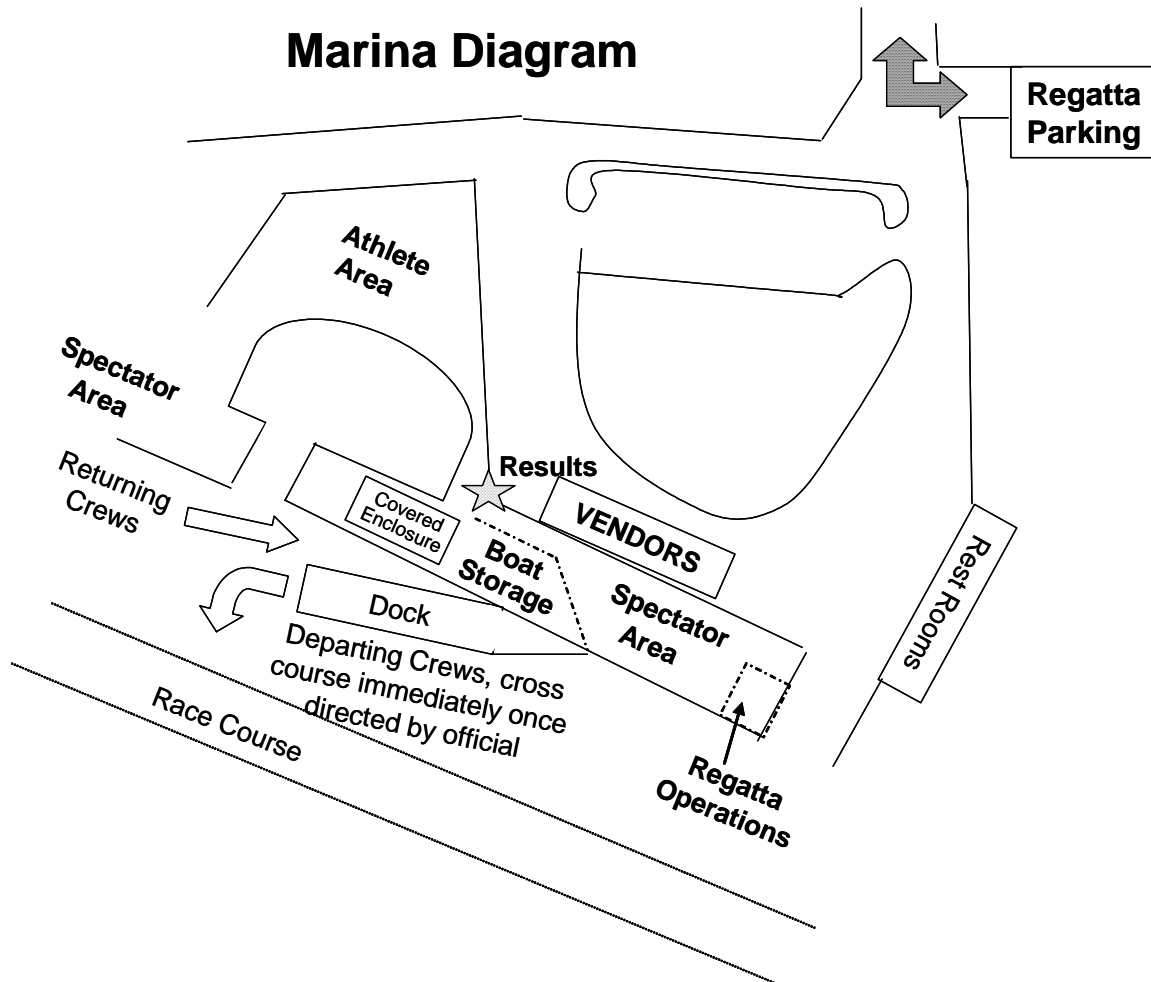 Marina Diagram
Regatta
Parking
Athlete
Area
Spectator
Area
Returning
Crews
Results
Covered
Enclosure
VENDORS
Boat
Storage
Spectator
Area
Rest Rooms
Dock
Departing Crews, cross
course immediately once
directed by official
Race Course
Regatta
Operations